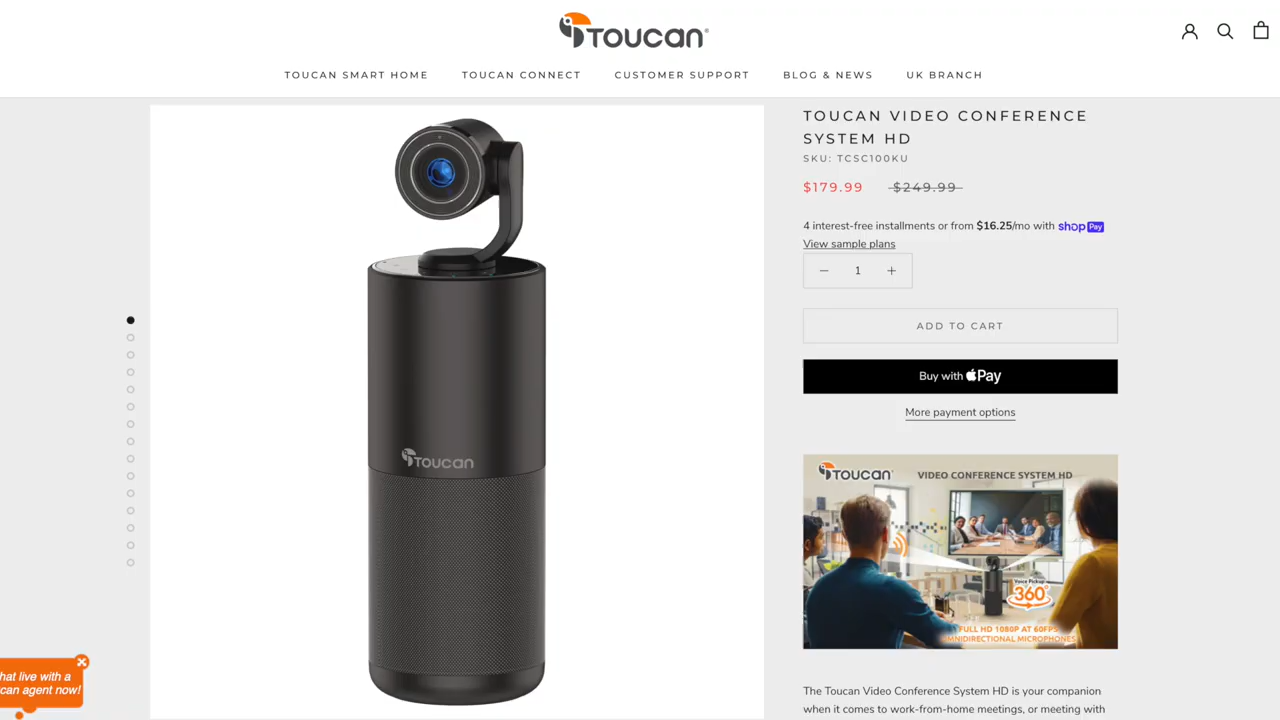 TOUCAN
TOUCAN SMART HOME
TOUCAN CONNECT
CUSTOMER SUPPORT
BLOG & NEWS
UK BRANCH
TOUCAN VIDEO CONFERENCE
SYSTEM HD
SKU: TCSC100KU
$179.99 $249.99
4 interest-free installments or from $16.25/mo with shop Pay
View sample plans
1
ADD TO CART
Buy with Pay
More payment options
TOUCAN
TOUCAN VIDEO CONFERENCE SYSTEM HD
Voice Pickup
360°
FULL HD 1080P AT 60FPS
OMNIDIRECTIONAL MICROPHONES
hat live with a
can agent now!
The Toucan Video Conference System HD is your companion
when it comes to work-from-home meetings, or meeting with